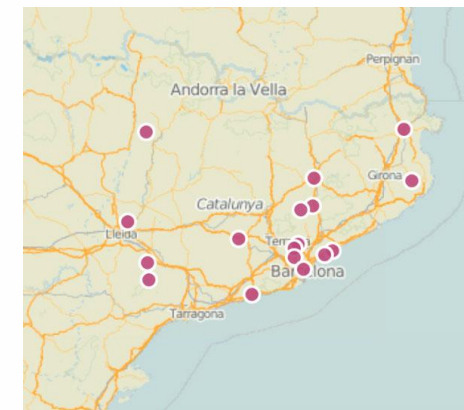 Perpignan
Andorra la Vella
Girona
Catalunya
Lleida
Barcelona
Tarragona